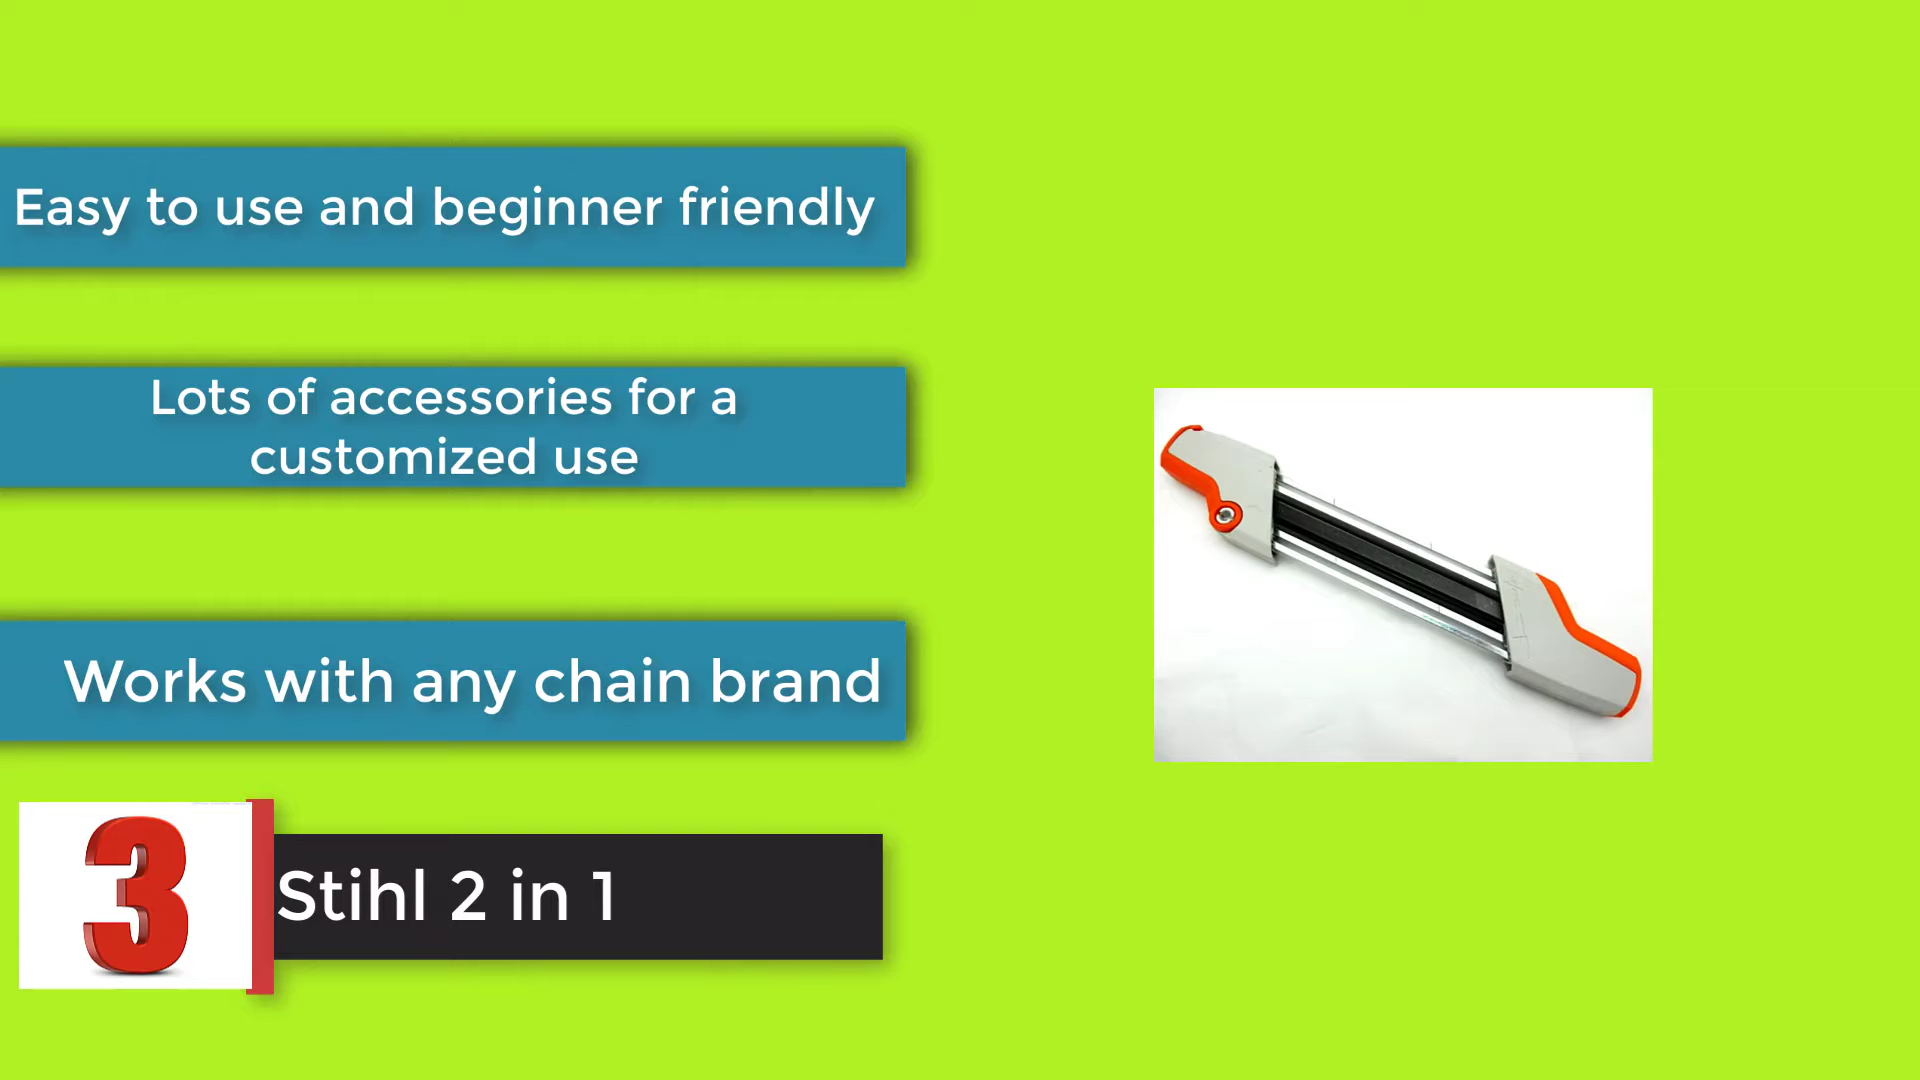 Easy to use and beginner friendly
Lots of accessories for a
customized use
Works with any chain brand
3
Stihl 2 in 1